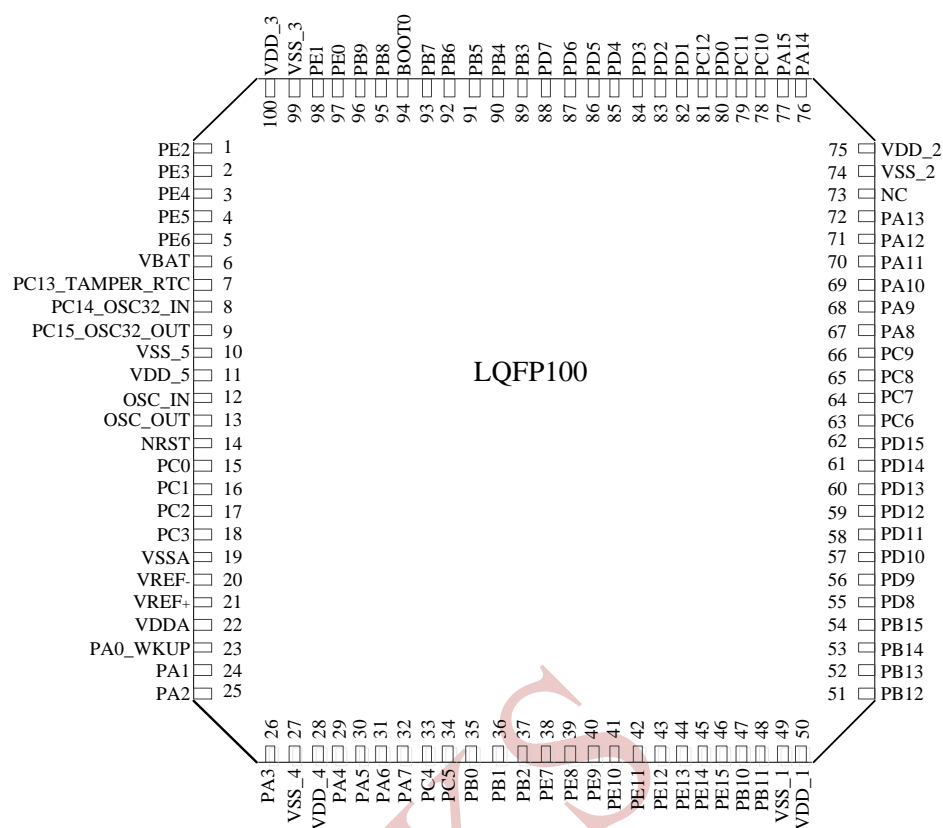 VDD_3
VSS_3
PE1
PE0
PB9
PB8
BOOT0
PB7
PB6
PB5
PB4
PB3
PD7
PD6
PD5
PD4
PD3
PD2
PD1
PC12
PD0
PC11
PC10
PA15
PA14
100
99
98
97
96
95
94
93
92
91
90
89
88
87
86
85
84
83
82
81
80
79
78
77
76
PE2 1
PE3 2
PE4 3
PE5 4
PE6 5
VBAT 6
PC13_TAMPER_RTC 7
PC14_OSC32_IN 8
PC15_OSC32_OUT 9
VSS_5 10
VDD_5 11
OSC_IN 12
OSC_OUT 13
NRST 14
PC0 15
PC1 16
PC2 17
PC3 18
VSSA 19
VREF- 20
VREF+ 21
VDDA 22
PA0_WKUP 23
PA1 24
PA2 25
LQFP100
75 VDD_2
74 VSS_2
73 NC
72 PA13
71 PA12
70 PA11
69 PA10
68 PA9
67 PA8
66 PC9
65 PC8
64 PC7
63 PC6
62 PD15
61 PD14
60 PD13
59 PD12
58 PD11
57 PD10
56 PD9
55 PD8
54 PB15
53 PB14
52 PB13
51 PB12
26
27
28
29
30
31
32
33
34
35
36
37
38
39
40
41
42
43
44
45
46
47
48
49
50
PA3
VSS_4
VDD_4
PA4
PA5
PA6
PA7
PC4
PC5
PB0
PB1
PB2
PE7
PE8
PE9
PE10
PE11
PE12
PE13
PE14
PE15
PB10
PB11
VSS_1
VDD_1